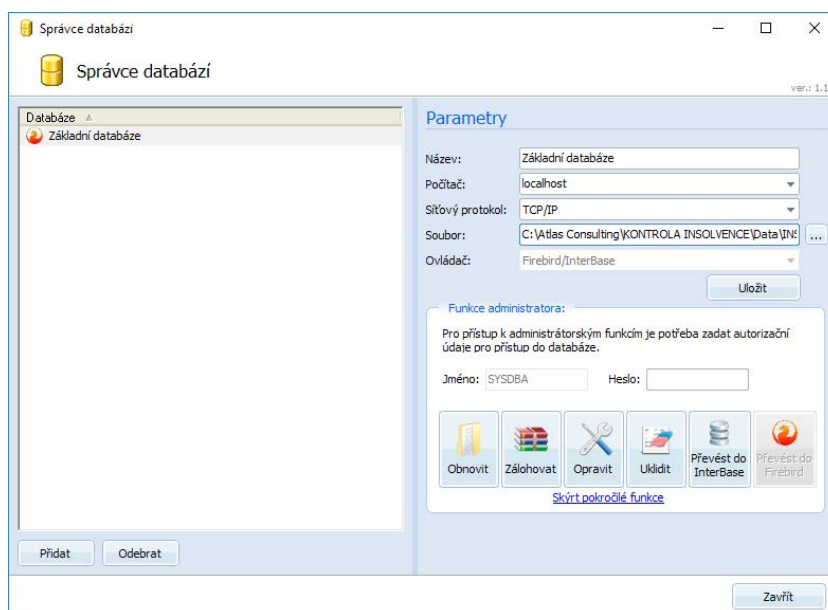 Správce databází
Správce databází
ver.: 1.1
Databáze
Základní databáze
Přidat
Odebrat
Parametry
Název: Základní databáze
Počítač: localhost
Síťový protokol: TCP/IP
Soubor: C:\Atlas Consulting\KONTROLA INSOLVENCE\Data\INS ...
Ovládač: Firebird/InterBase
Uložit
Funkce administratora:
Pro přístup k administrátorským funkcím je potřeba zadat autorizační
údaje pro přístup do databáze.
Jméno: SYSDBA Heslo:
Obnovit
Zálohovat
Opravit
Uklidit
Převést do
InterBase
Převést do
Firebird
Skýrt pokročilé funkce
Zavřít